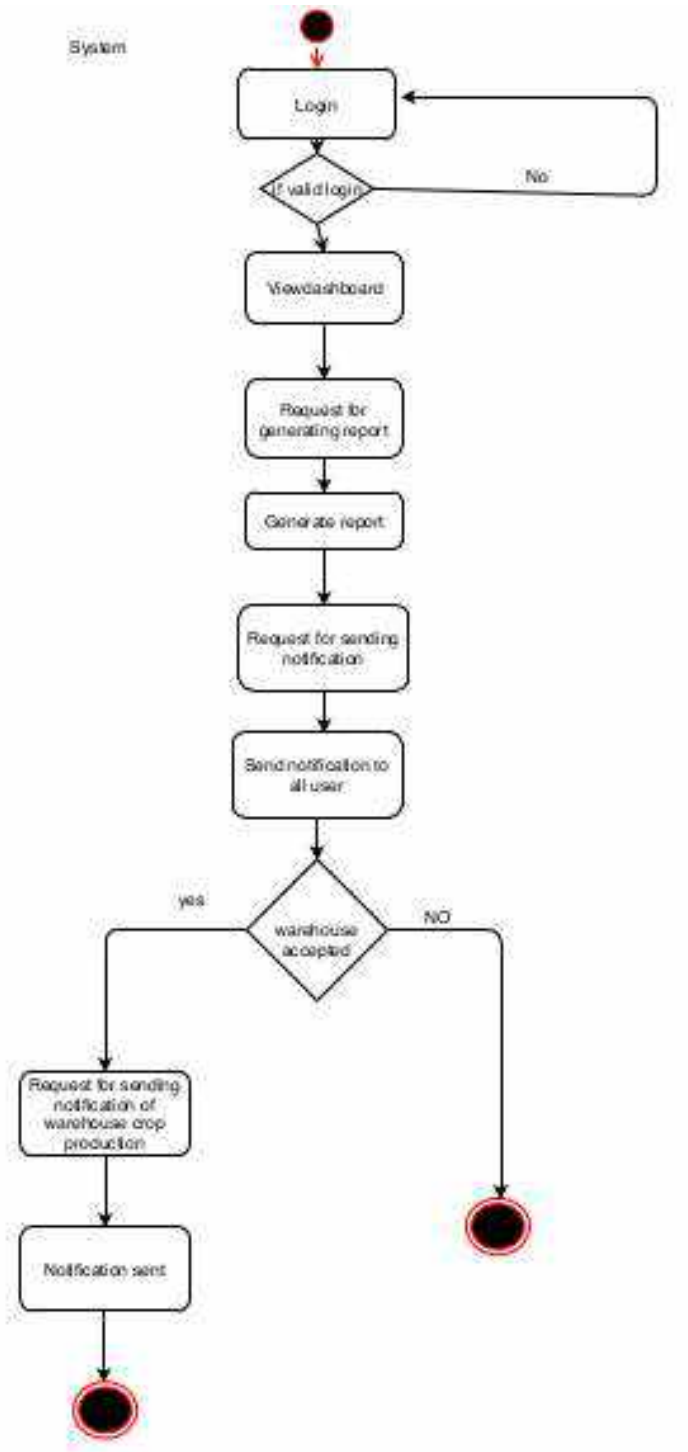 System
Login
if valid login
No
Viewdashboard
Request for
generating report
Generate report
Request for sending
notification
Send notification to
all user
yes
NO
warehouse
accepted
Request for sending
notification of
warehouse crop
production
Notification sent